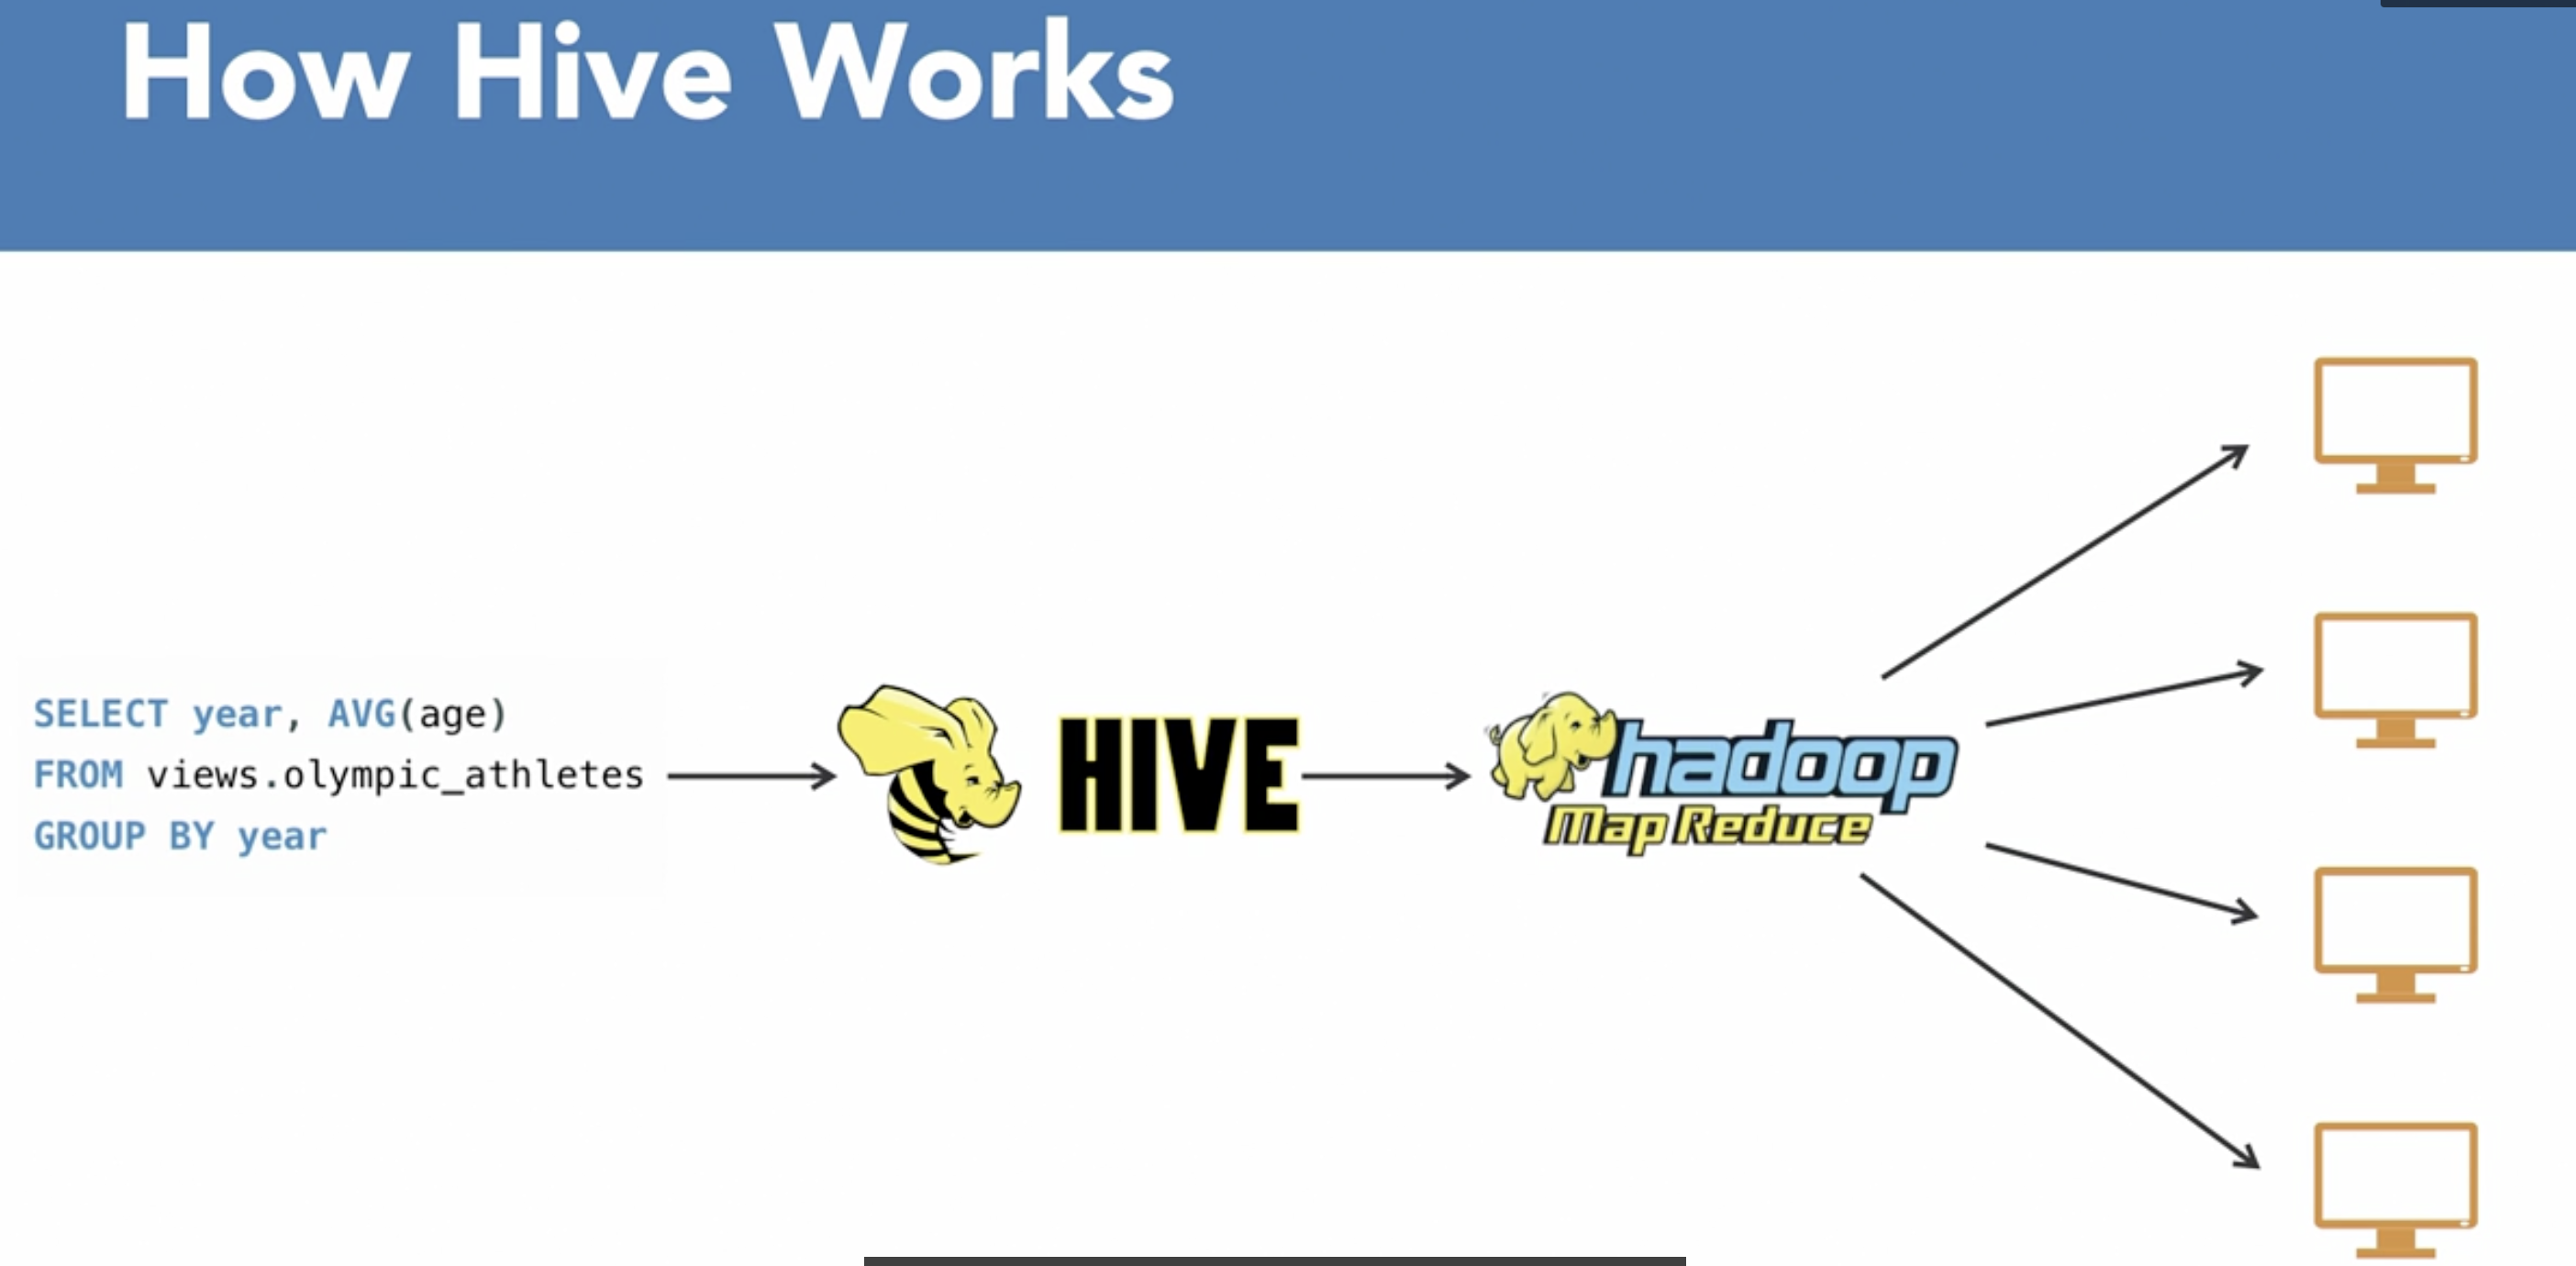 How Hive Works
SELECT year, AVG(age)
FROM views.olympic_athletes
GROUP BY year
HIVE
hadoop
Map Reduce